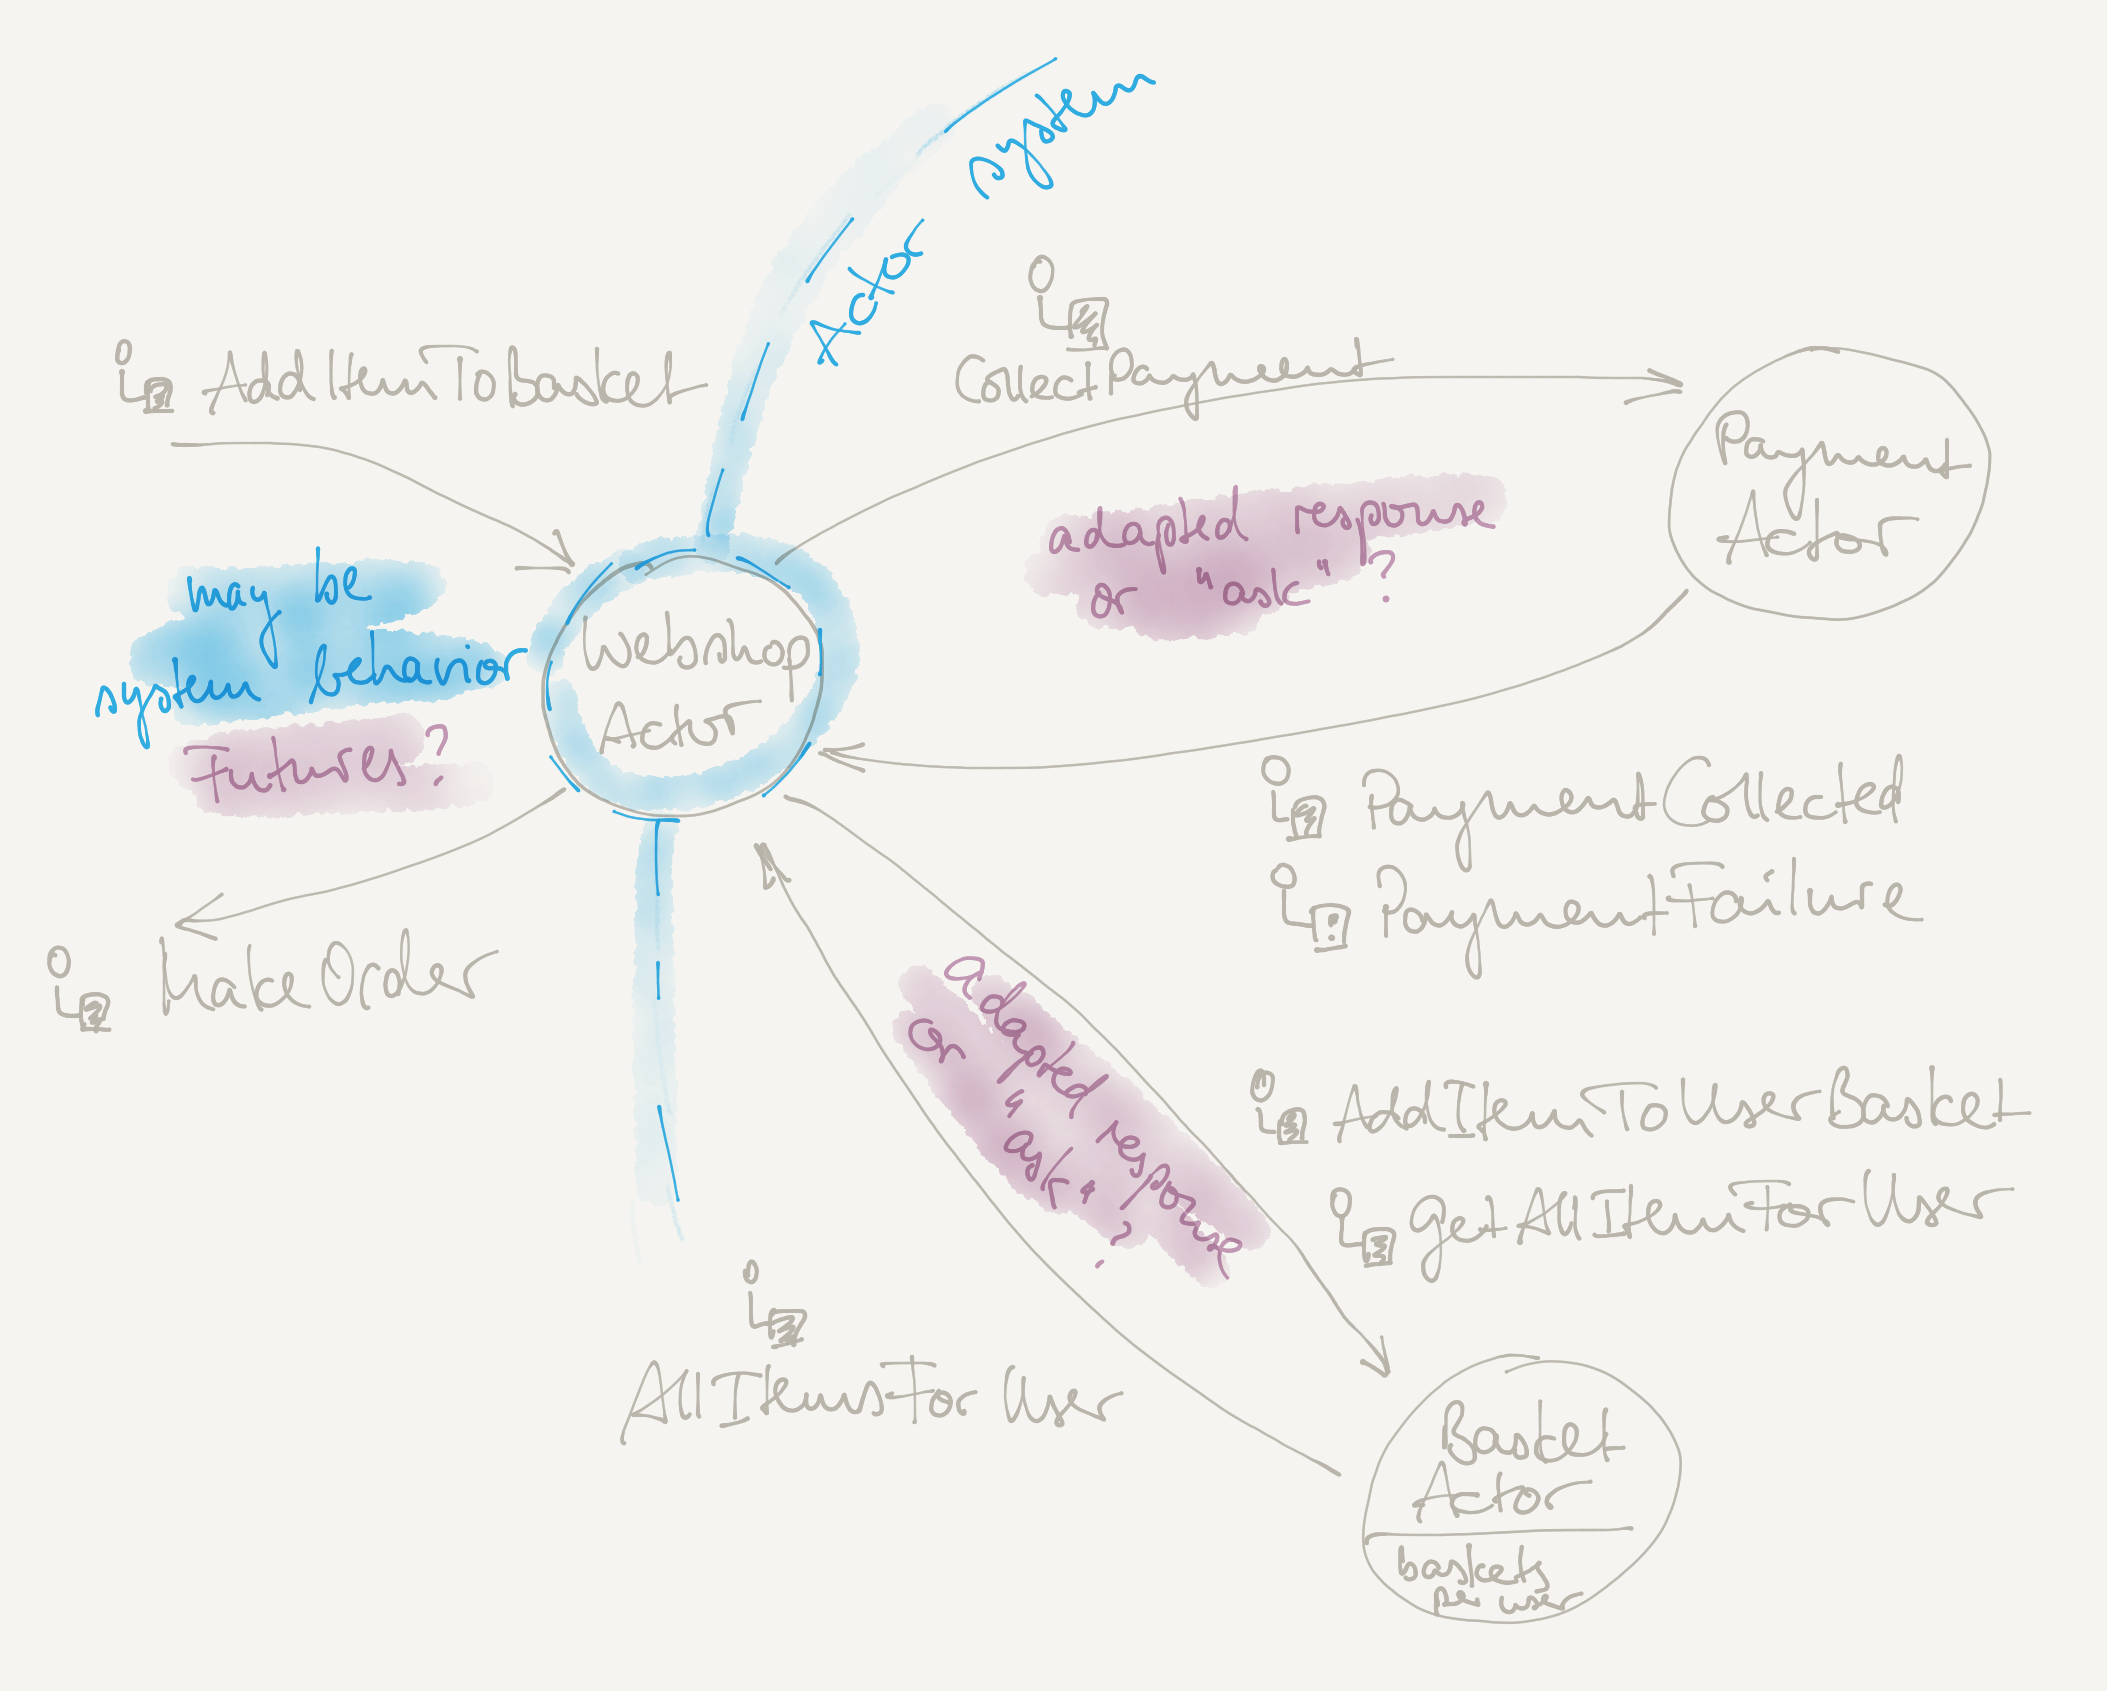 Actor system
AddItemToBasket
CollectPayment
Payment
Actor
adapted response
or "ask" ?
may be
system behavior
Futures?
Webshop
Actor
PaymentCollected
PaymentFailure
MakeOrder
adapted response
or "ask" ?
AddItemToUserBasket
getAllItemForUser
AllItemsForUser
Basket
Actor
baskets
per user